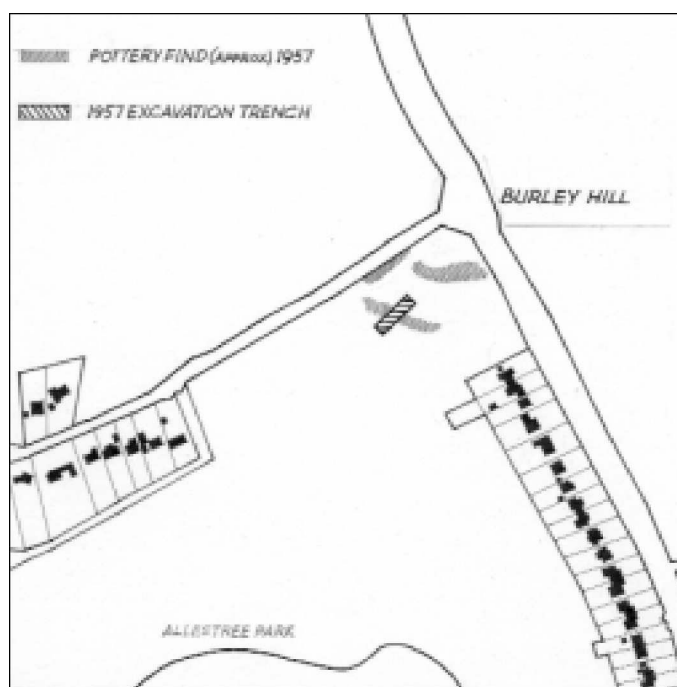 POTTERY FIND (APPROX) 1957
1957 EXCAVATION TRENCH
BURLEY HILL
ALLESTREE PARK